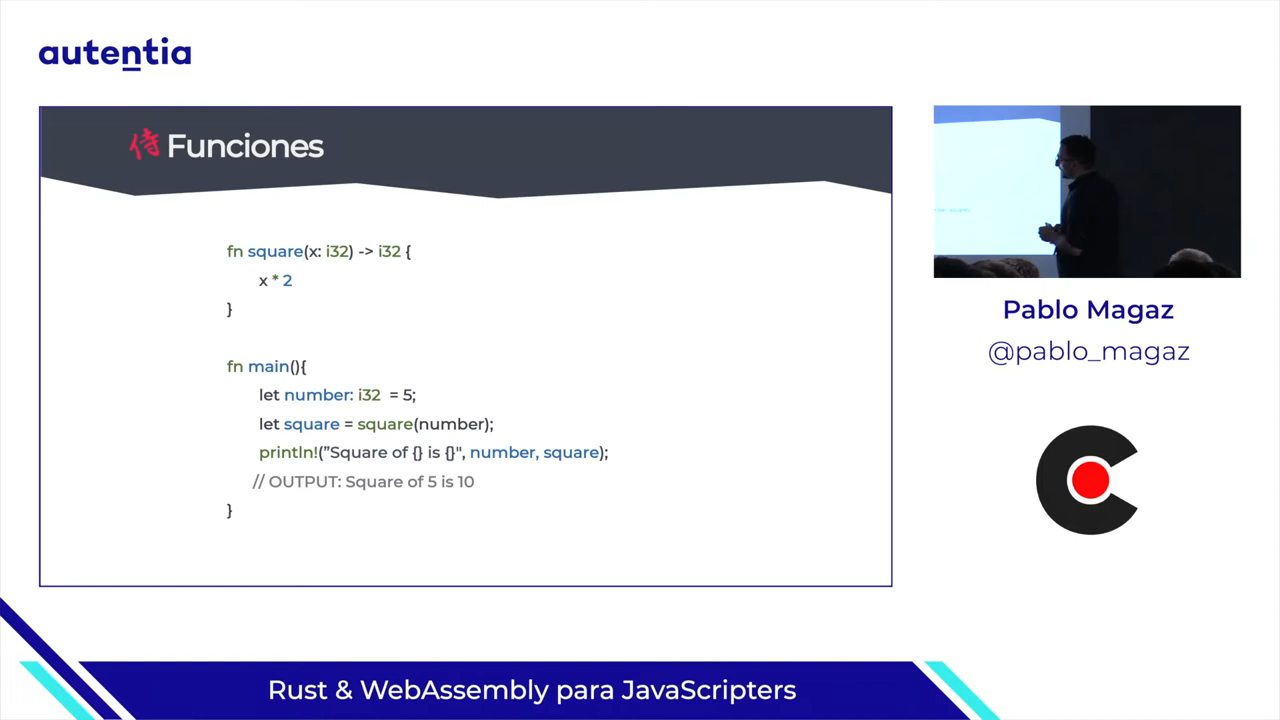 autentia
侍 Funciones
fn square(x: i32) -> i32 {
x * 2
}
fn main(){
let number: i32 = 5;
let square = square(number);
println!(”Square of {} is {}", number, square);
// OUTPUT: Square of 5 is 10
}
Pablo Magaz
@pablo_magaz
Rust & WebAssembly para JavaScripters